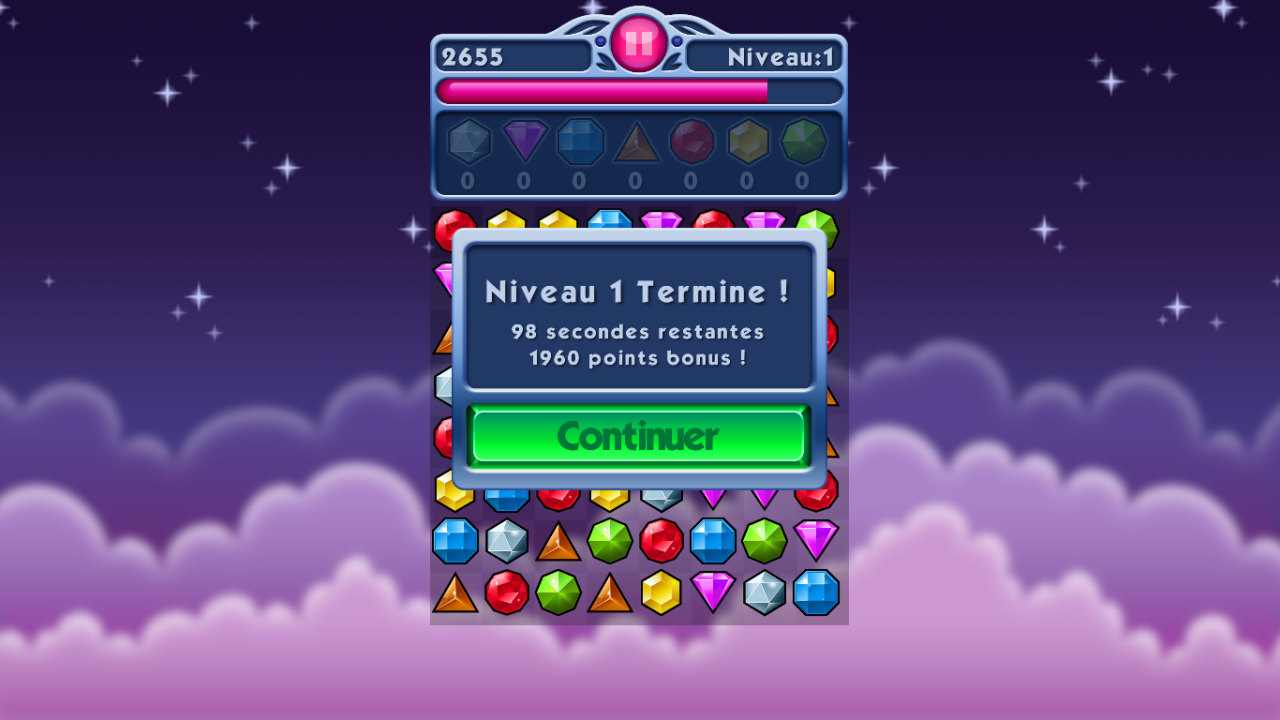 2655
Niveau:1
0 0 0 0 0 0 0
Niveau 1 Termine !
98 secondes restantes
1960 points bonus !
Continuer